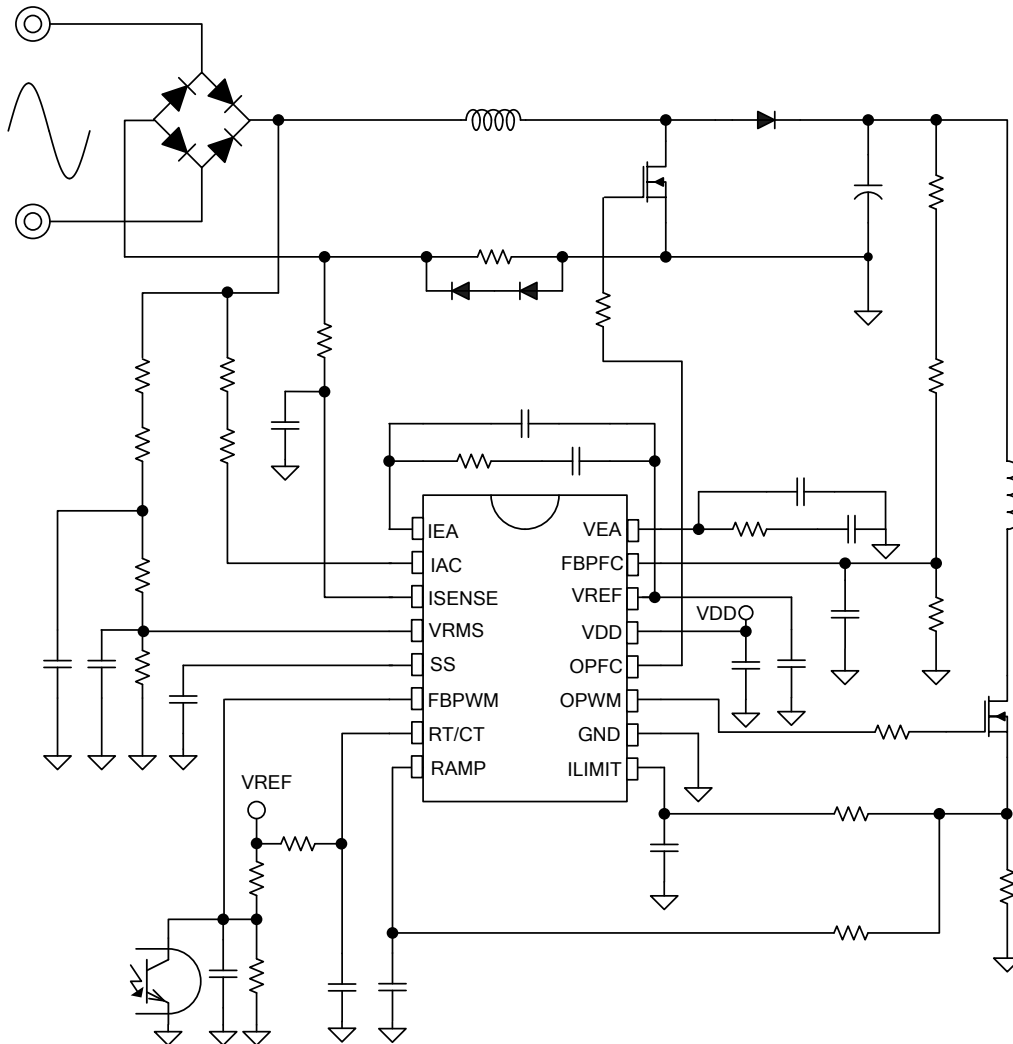 IEA
IAC
ISENSE
VRMS
SS
FBPWM
RT/CT
RAMP
VEA
FBPFC
VREF
VDD
OPFC
OPWM
GND
ILIMIT
VDD
VREF